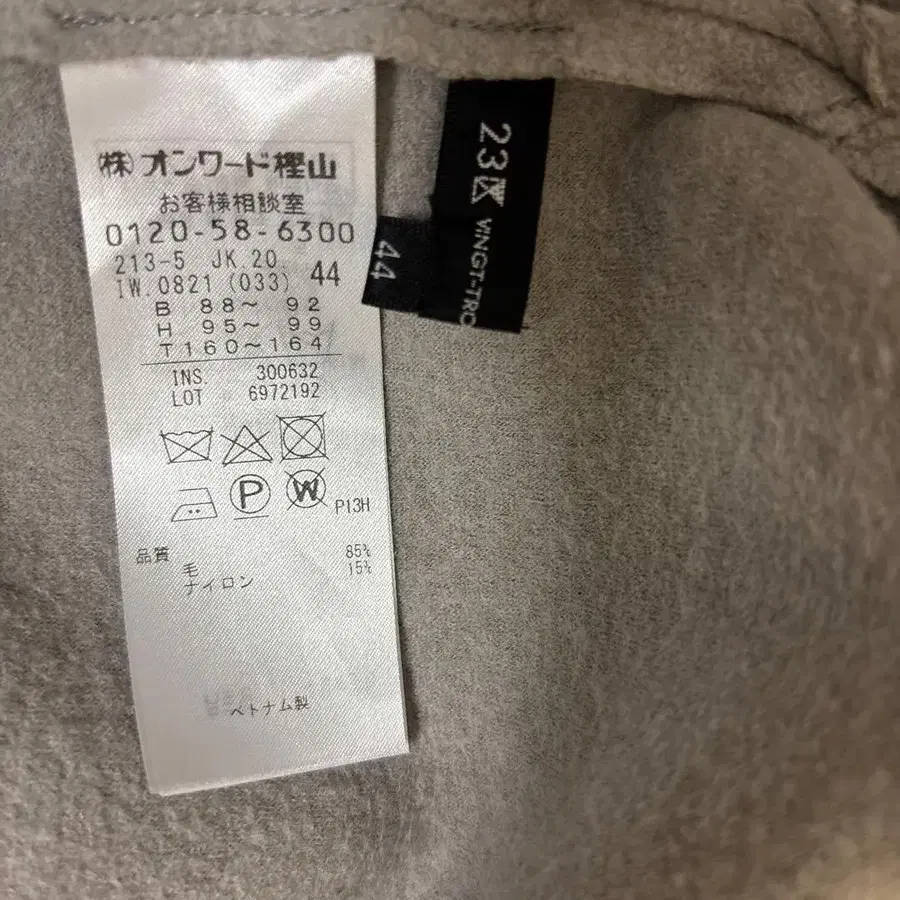 ㈱オンワード樫山
お客様相談室
0120-58-6300
213-5 JK.20.
IW.0821 (033) 44
B 88～ 92
H 95～ 99
T160～164
INS 300632
LOT 6972192
P W P13H
品質
毛 85%
ナイロン 15%
ベトナム製
23区
VINGT-TRO
44